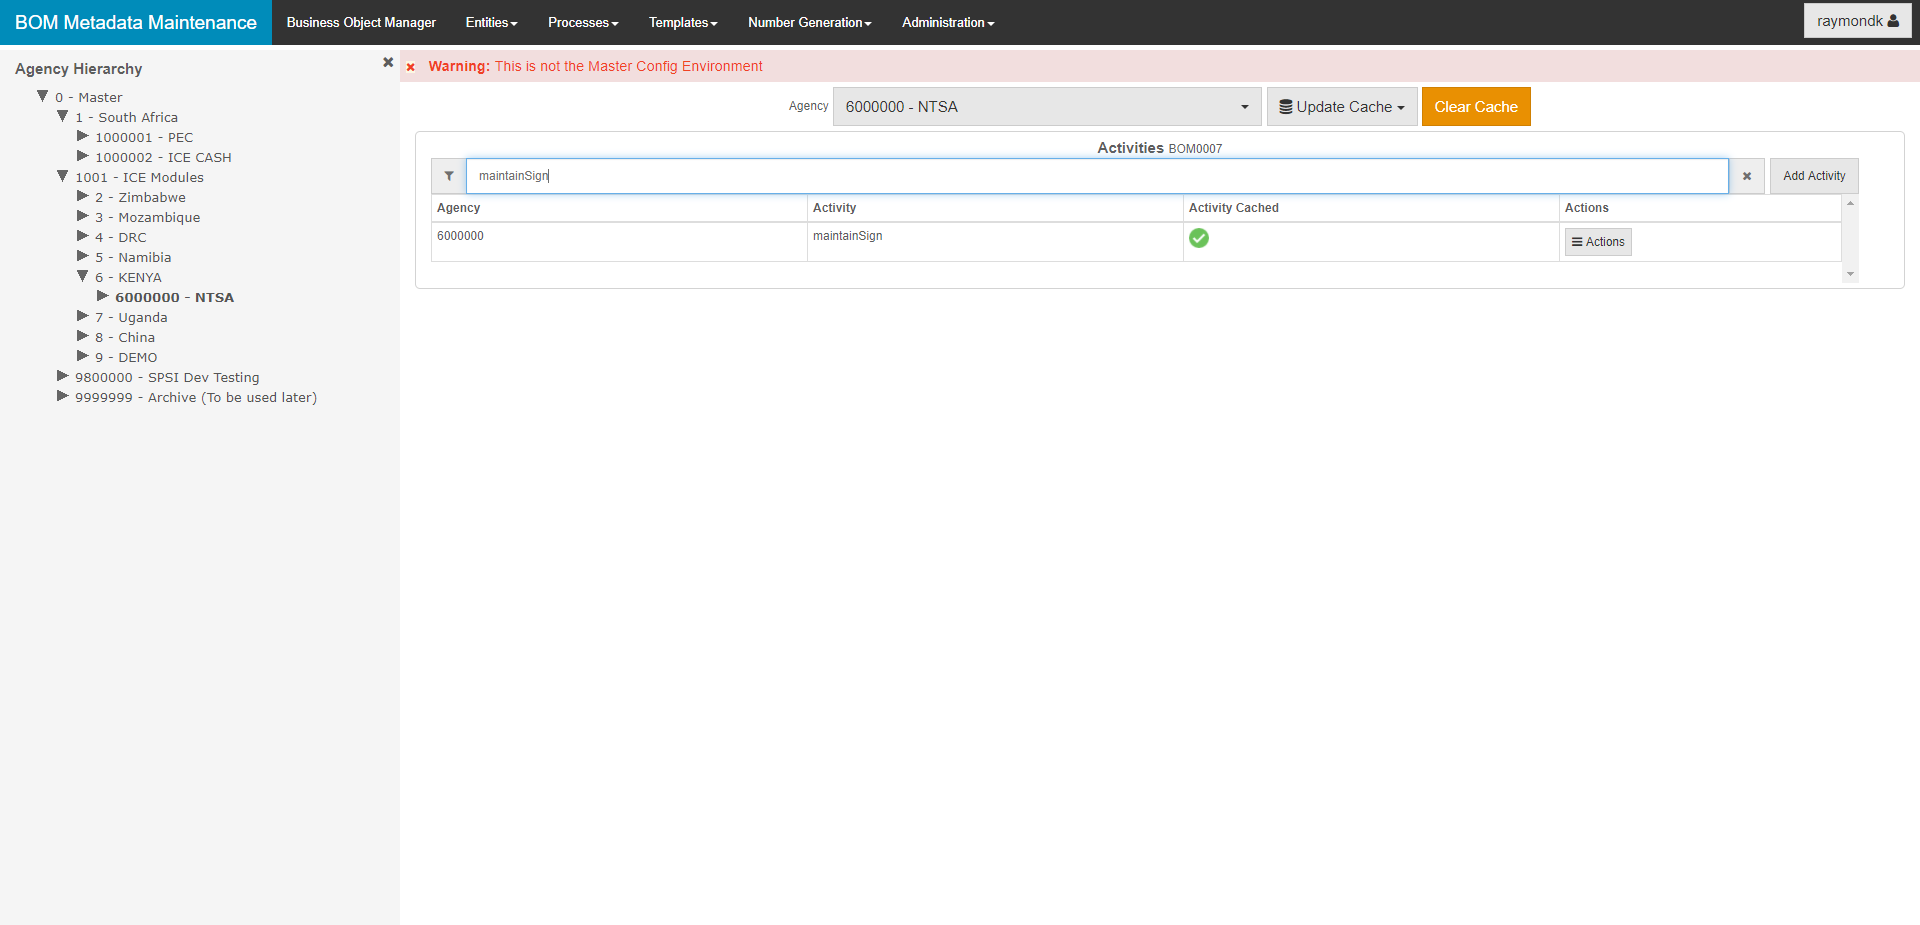 BOM Metadata Maintenance Business Object Manager Entities Processes Templates Number Generation Administration raymondk
Agency Hierarchy
0 - Master
1 - South Africa
1000001 - PEC
1000002 - ICE CASH
1001 - ICE Modules
2 - Zimbabwe
3 - Mozambique
4 - DRC
5 - Namibia
6 - KENYA
6000000 - NTSA
7 - Uganda
8 - China
9 - DEMO
9800000 - SPSI Dev Testing
9999999 - Archive (To be used later)
Warning: This is not the Master Config Environment
Agency 6000000 - NTSA Update Cache Clear Cache
Activities BOM0007
maintainSign Add Activity
Agency Activity Activity Cached Actions
6000000 maintainSign Actions